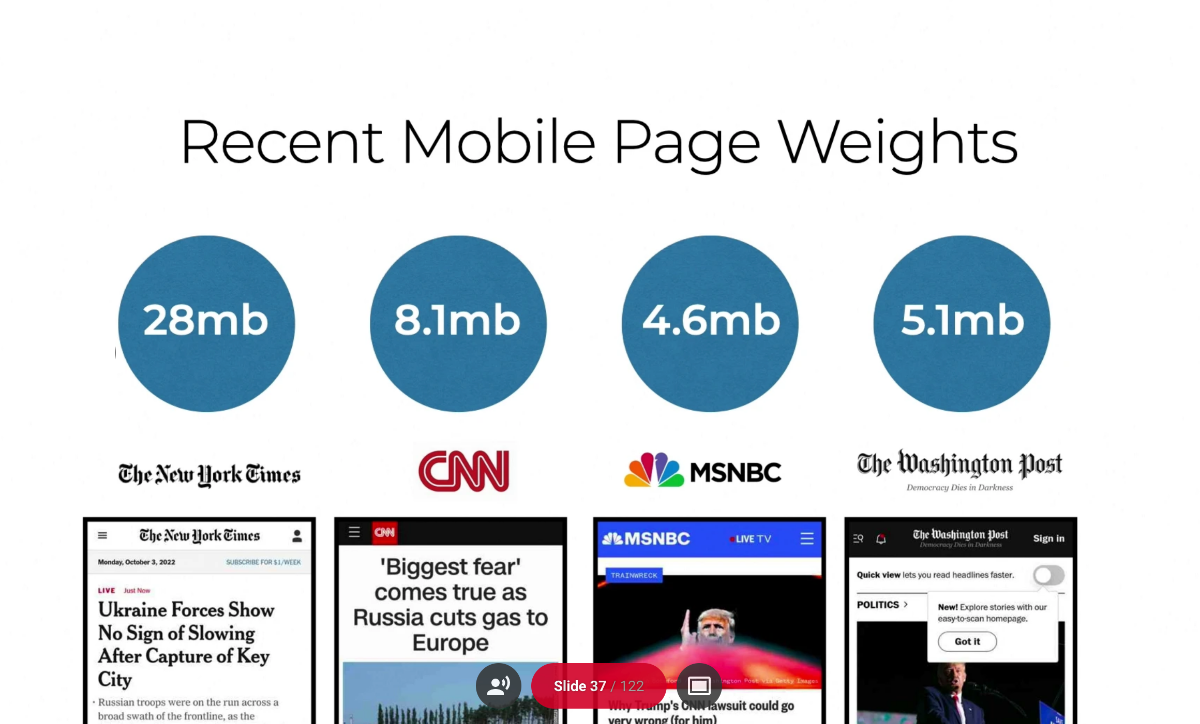 Recent Mobile Page Weights
28mb
8.1mb
4.6mb
5.1mb
The New York Times
CNN
MSNBC
The Washington Post
Democracy Dies in Darkness
The New York Times
Monday, October 3, 2022
SUBSCRIBE FOR $1/WEEK
LIVE Just Now
Ukraine Forces Show
No Sign of Slowing
After Capture of Key
City
· Russian troops were on the run across a
broad swath of the frontline, as the
CNN
'Biggest fear'
comes true as
Russia cuts gas to
Europe
MSNBC
LIVE TV
TRAINWRECK
ngton Post via Getty Images
Why Trump's CNN lawsuit could go
very wrong (for him)
The Washington Post
Democracy Dies in Darkness
Sign in
Quick view lets you read headlines faster.
POLITICS >
New! Explore stories with our
easy-to-scan homepage.
Got it
Slide 37 / 122